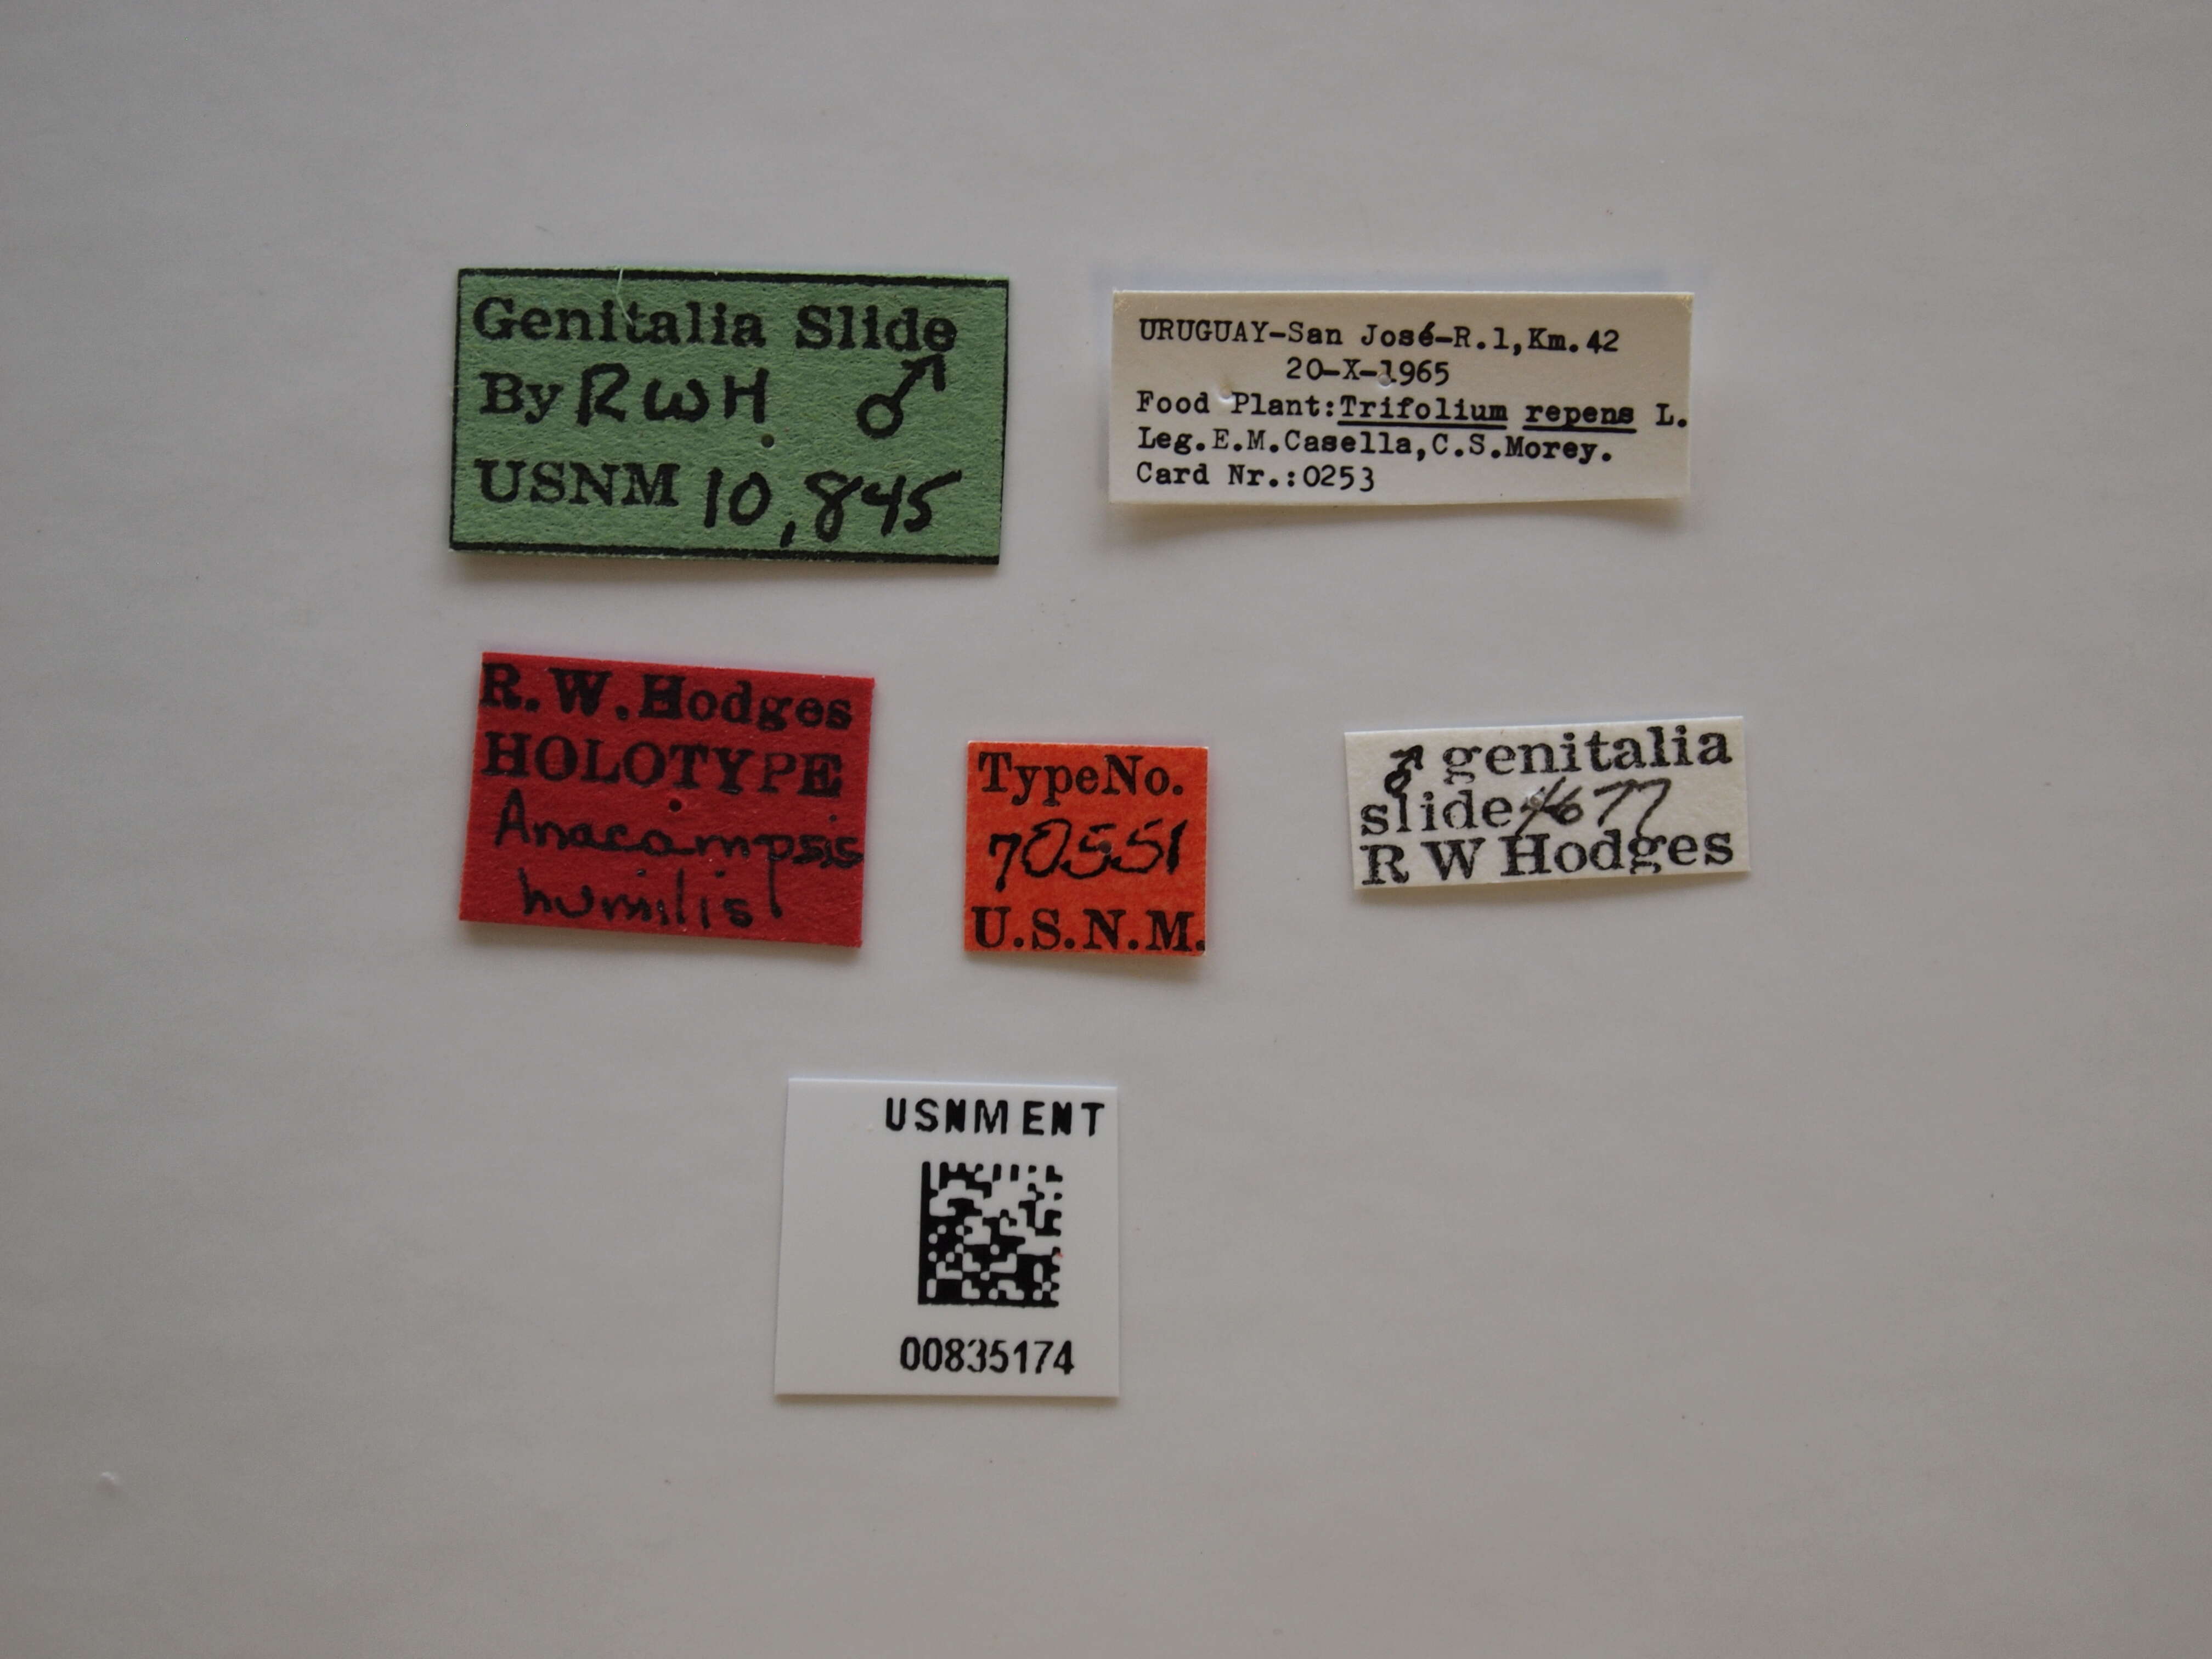 Genitalia Slide
By RWH ♂
USNM 10,845
URUGUAY-San José-R.1,Km.42
20-X-1965
Food Plant:Trifolium repens L.
Leg.E.M.Casella,C.S.Morey.
Card Nr.:0253
R.W.Hodges
HOLOTYPE
Anacampsis
humilis
TypeNo.
70551
U.S.N.M.
♂ genitalia
slide 4677
R W Hodges
USNMENT
00835174